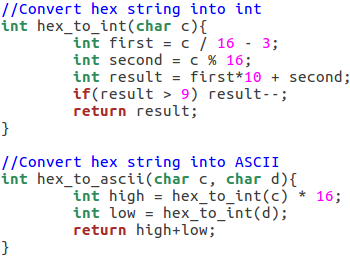 //Convert hex string into int
int hex_to_int(char c){
        int first = c / 16 - 3;
        int second = c % 16;
        int result = first*10 + second;
        if(result > 9) result--;
        return result;
}

//Convert hex string into ASCII
int hex_to_ascii(char c, char d){
        int high = hex_to_int(c) * 16;
        int low = hex_to_int(d);
        return high+low;
}